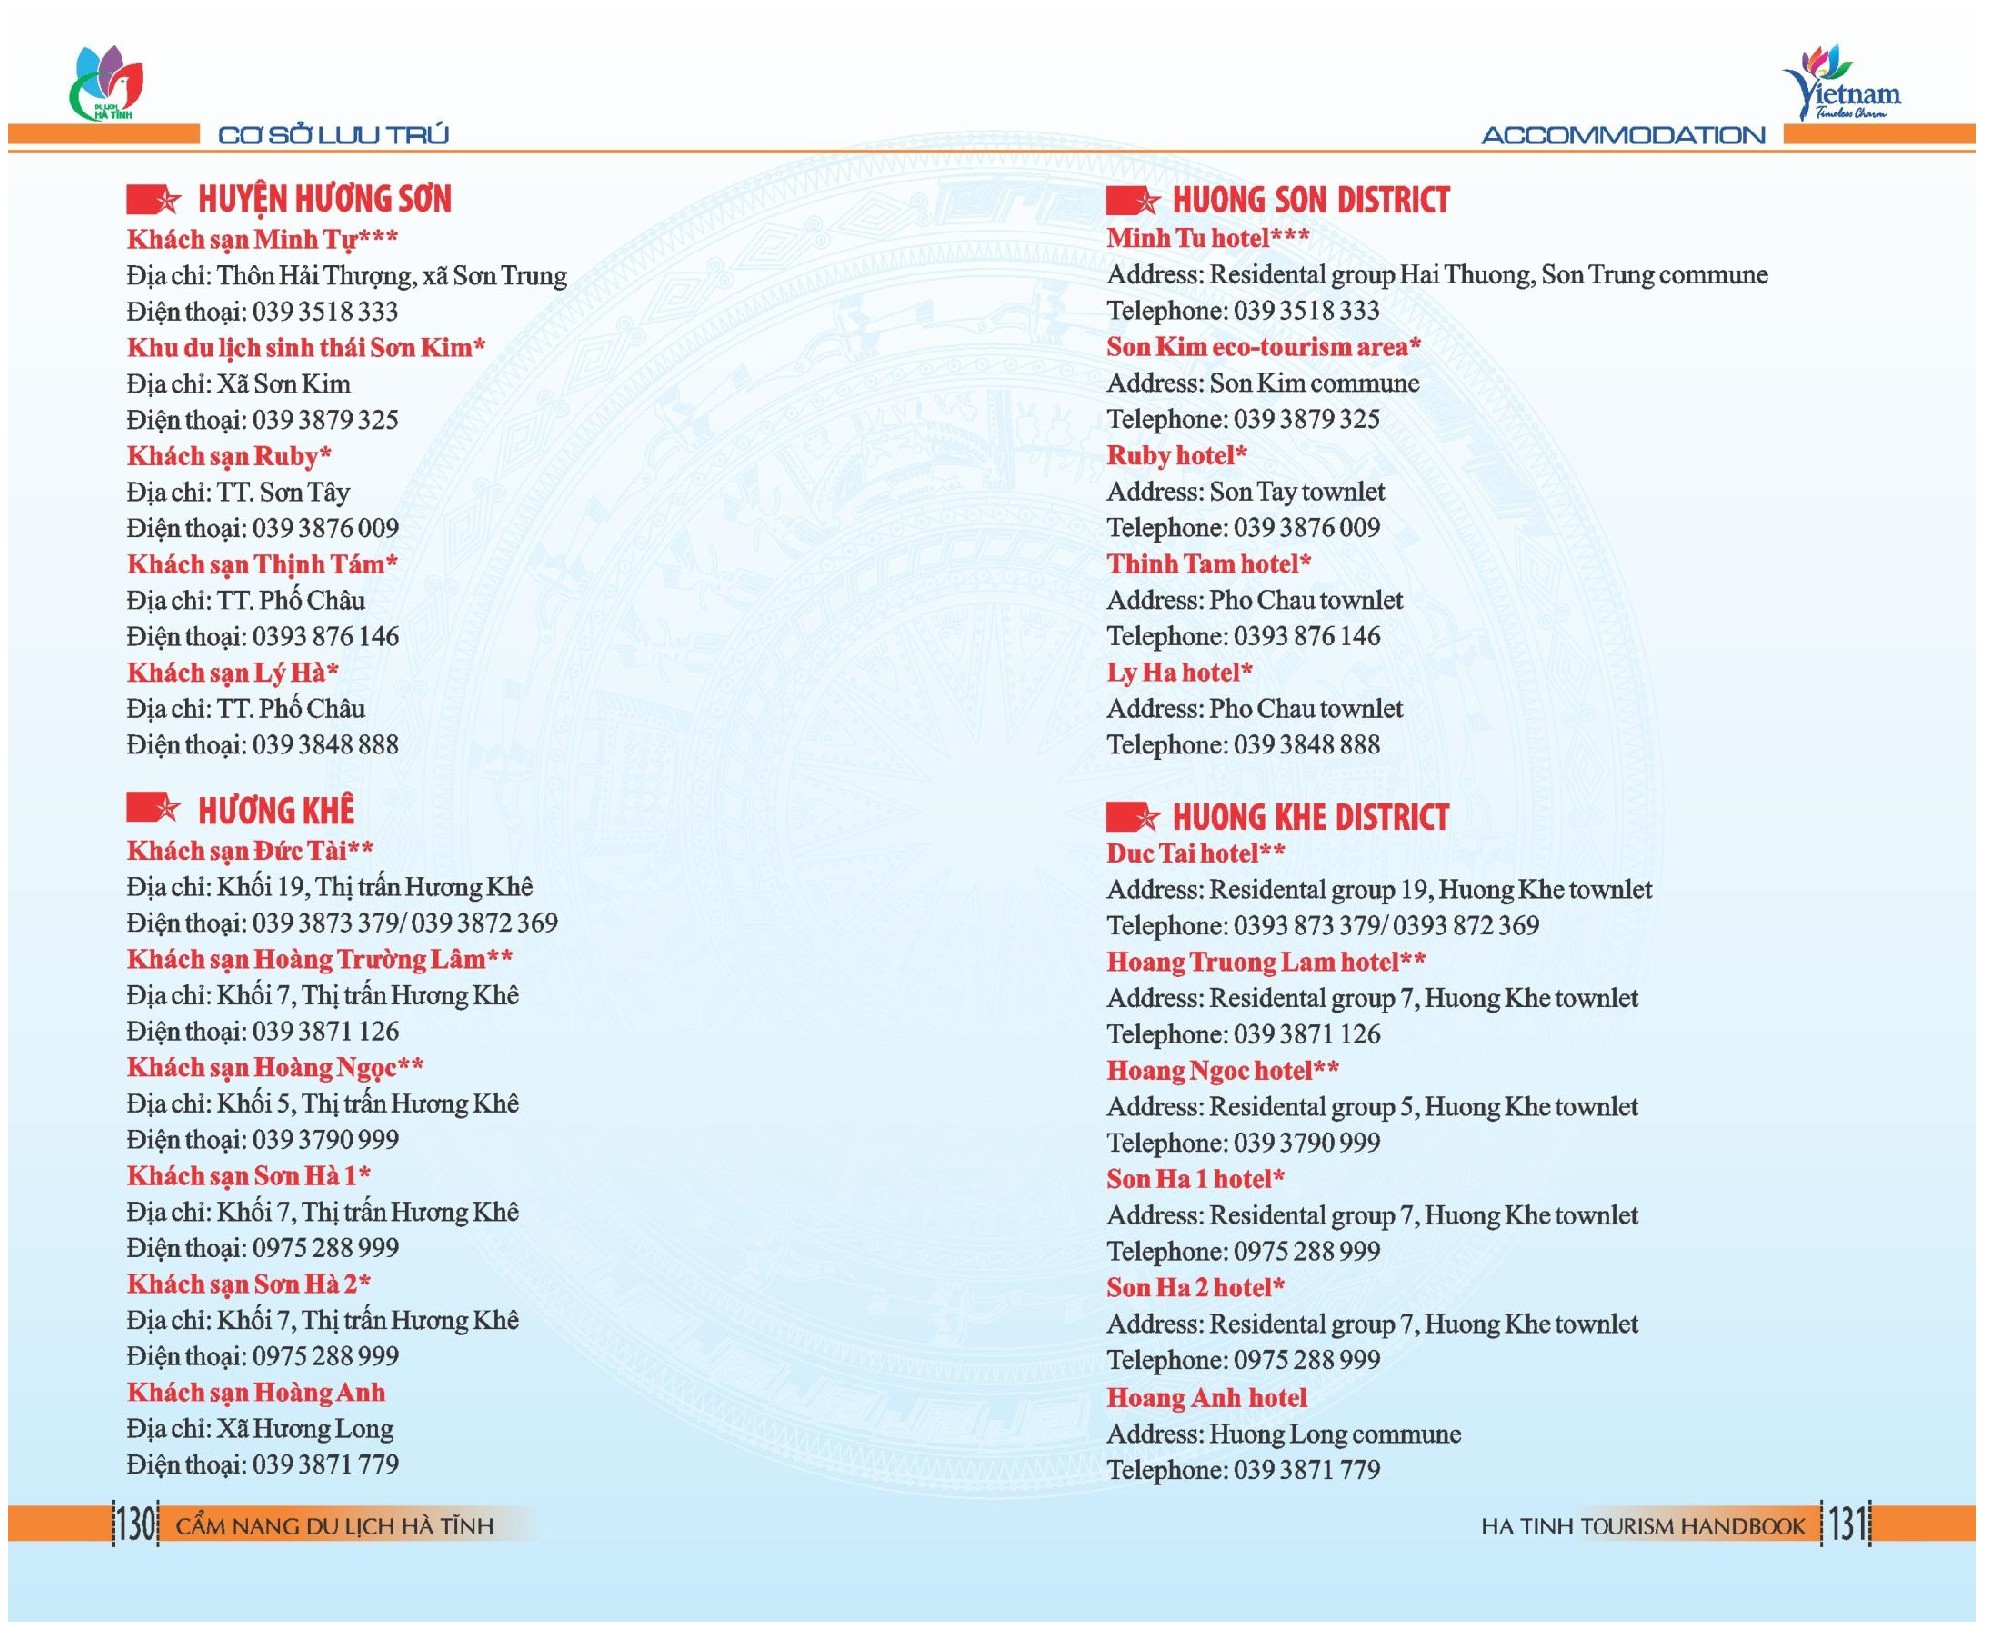 DU LỊCH
HÀ TĨNH
CƠ SỞ LƯU TRÚ
HUYỆN HƯƠNG SƠN
Khách sạn Minh Tự***
Địa chỉ: Thôn Hải Thượng, xã Sơn Trung
Điện thoại: 039 3518 333
Khu du lịch sinh thái Sơn Kim*
Địa chỉ: Xã Sơn Kim
Điện thoại: 039 3879 325
Khách sạn Ruby*
Địa chỉ: TT. Sơn Tây
Điện thoại: 039 3876 009
Khách sạn Thịnh Tám*
Địa chỉ: TT. Phố Châu
Điện thoại: 0393 876 146
Khách sạn Lý Hà*
Địa chỉ: TT. Phố Châu
Điện thoại: 039 3848 888
HƯƠNG KHÊ
Khách sạn Đức Tài**
Địa chỉ: Khối 19, Thị trấn Hương Khê
Điện thoại: 039 3873 379/ 039 3872 369
Khách sạn Hoàng Trường Lâm**
Địa chỉ: Khối 7, Thị trấn Hương Khê
Điện thoại: 039 3871 126
Khách sạn Hoàng Ngọc**
Địa chỉ: Khối 5, Thị trấn Hương Khê
Điện thoại: 039 3790 999
Khách sạn Sơn Hà 1*
Địa chỉ: Khối 7, Thị trấn Hương Khê
Điện thoại: 0975 288 999
Khách sạn Sơn Hà 2*
Địa chỉ: Khối 7, Thị trấn Hương Khê
Điện thoại: 0975 288 999
Khách sạn Hoàng Anh
Địa chỉ: Xã Hương Long
Điện thoại: 039 3871 779
130 CẨM NANG DU LỊCH HÀ TĨNH
Vietnam
Timeless Charm
ACCOMMODATION
HUONG SON DISTRICT
Minh Tu hotel***
Address: Residental group Hai Thuong, Son Trung commune
Telephone: 039 3518 333
Son Kim eco-tourism area*
Address: Son Kim commune
Telephone: 039 3879 325
Ruby hotel*
Address: Son Tay townlet
Telephone: 039 3876 009
Thinh Tam hotel*
Address: Pho Chau townlet
Telephone: 0393 876 146
Ly Ha hotel*
Address: Pho Chau townlet
Telephone: 039 3848 888
HUONG KHE DISTRICT
Duc Tai hotel**
Address: Residental group 19, Huong Khe townlet
Telephone: 0393 873 379/ 0393 872 369
Hoang Truong Lam hotel**
Address: Residental group 7, Huong Khe townlet
Telephone: 039 3871 126
Hoang Ngoc hotel**
Address: Residental group 5, Huong Khe townlet
Telephone: 039 3790 999
Son Ha 1 hotel*
Address: Residental group 7, Huong Khe townlet
Telephone: 0975 288 999
Son Ha 2 hotel*
Address: Residental group 7, Huong Khe townlet
Telephone: 0975 288 999
Hoang Anh hotel
Address: Huong Long commune
Telephone: 039 3871 779
HA TINH TOURISM HANDBOOK 131